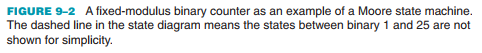 FIGURE 9–2 A fixed-modulus binary counter as an example of a Moore state machine.
The dashed line in the state diagram means the states between binary 1 and 25 are not
shown for simplicity.